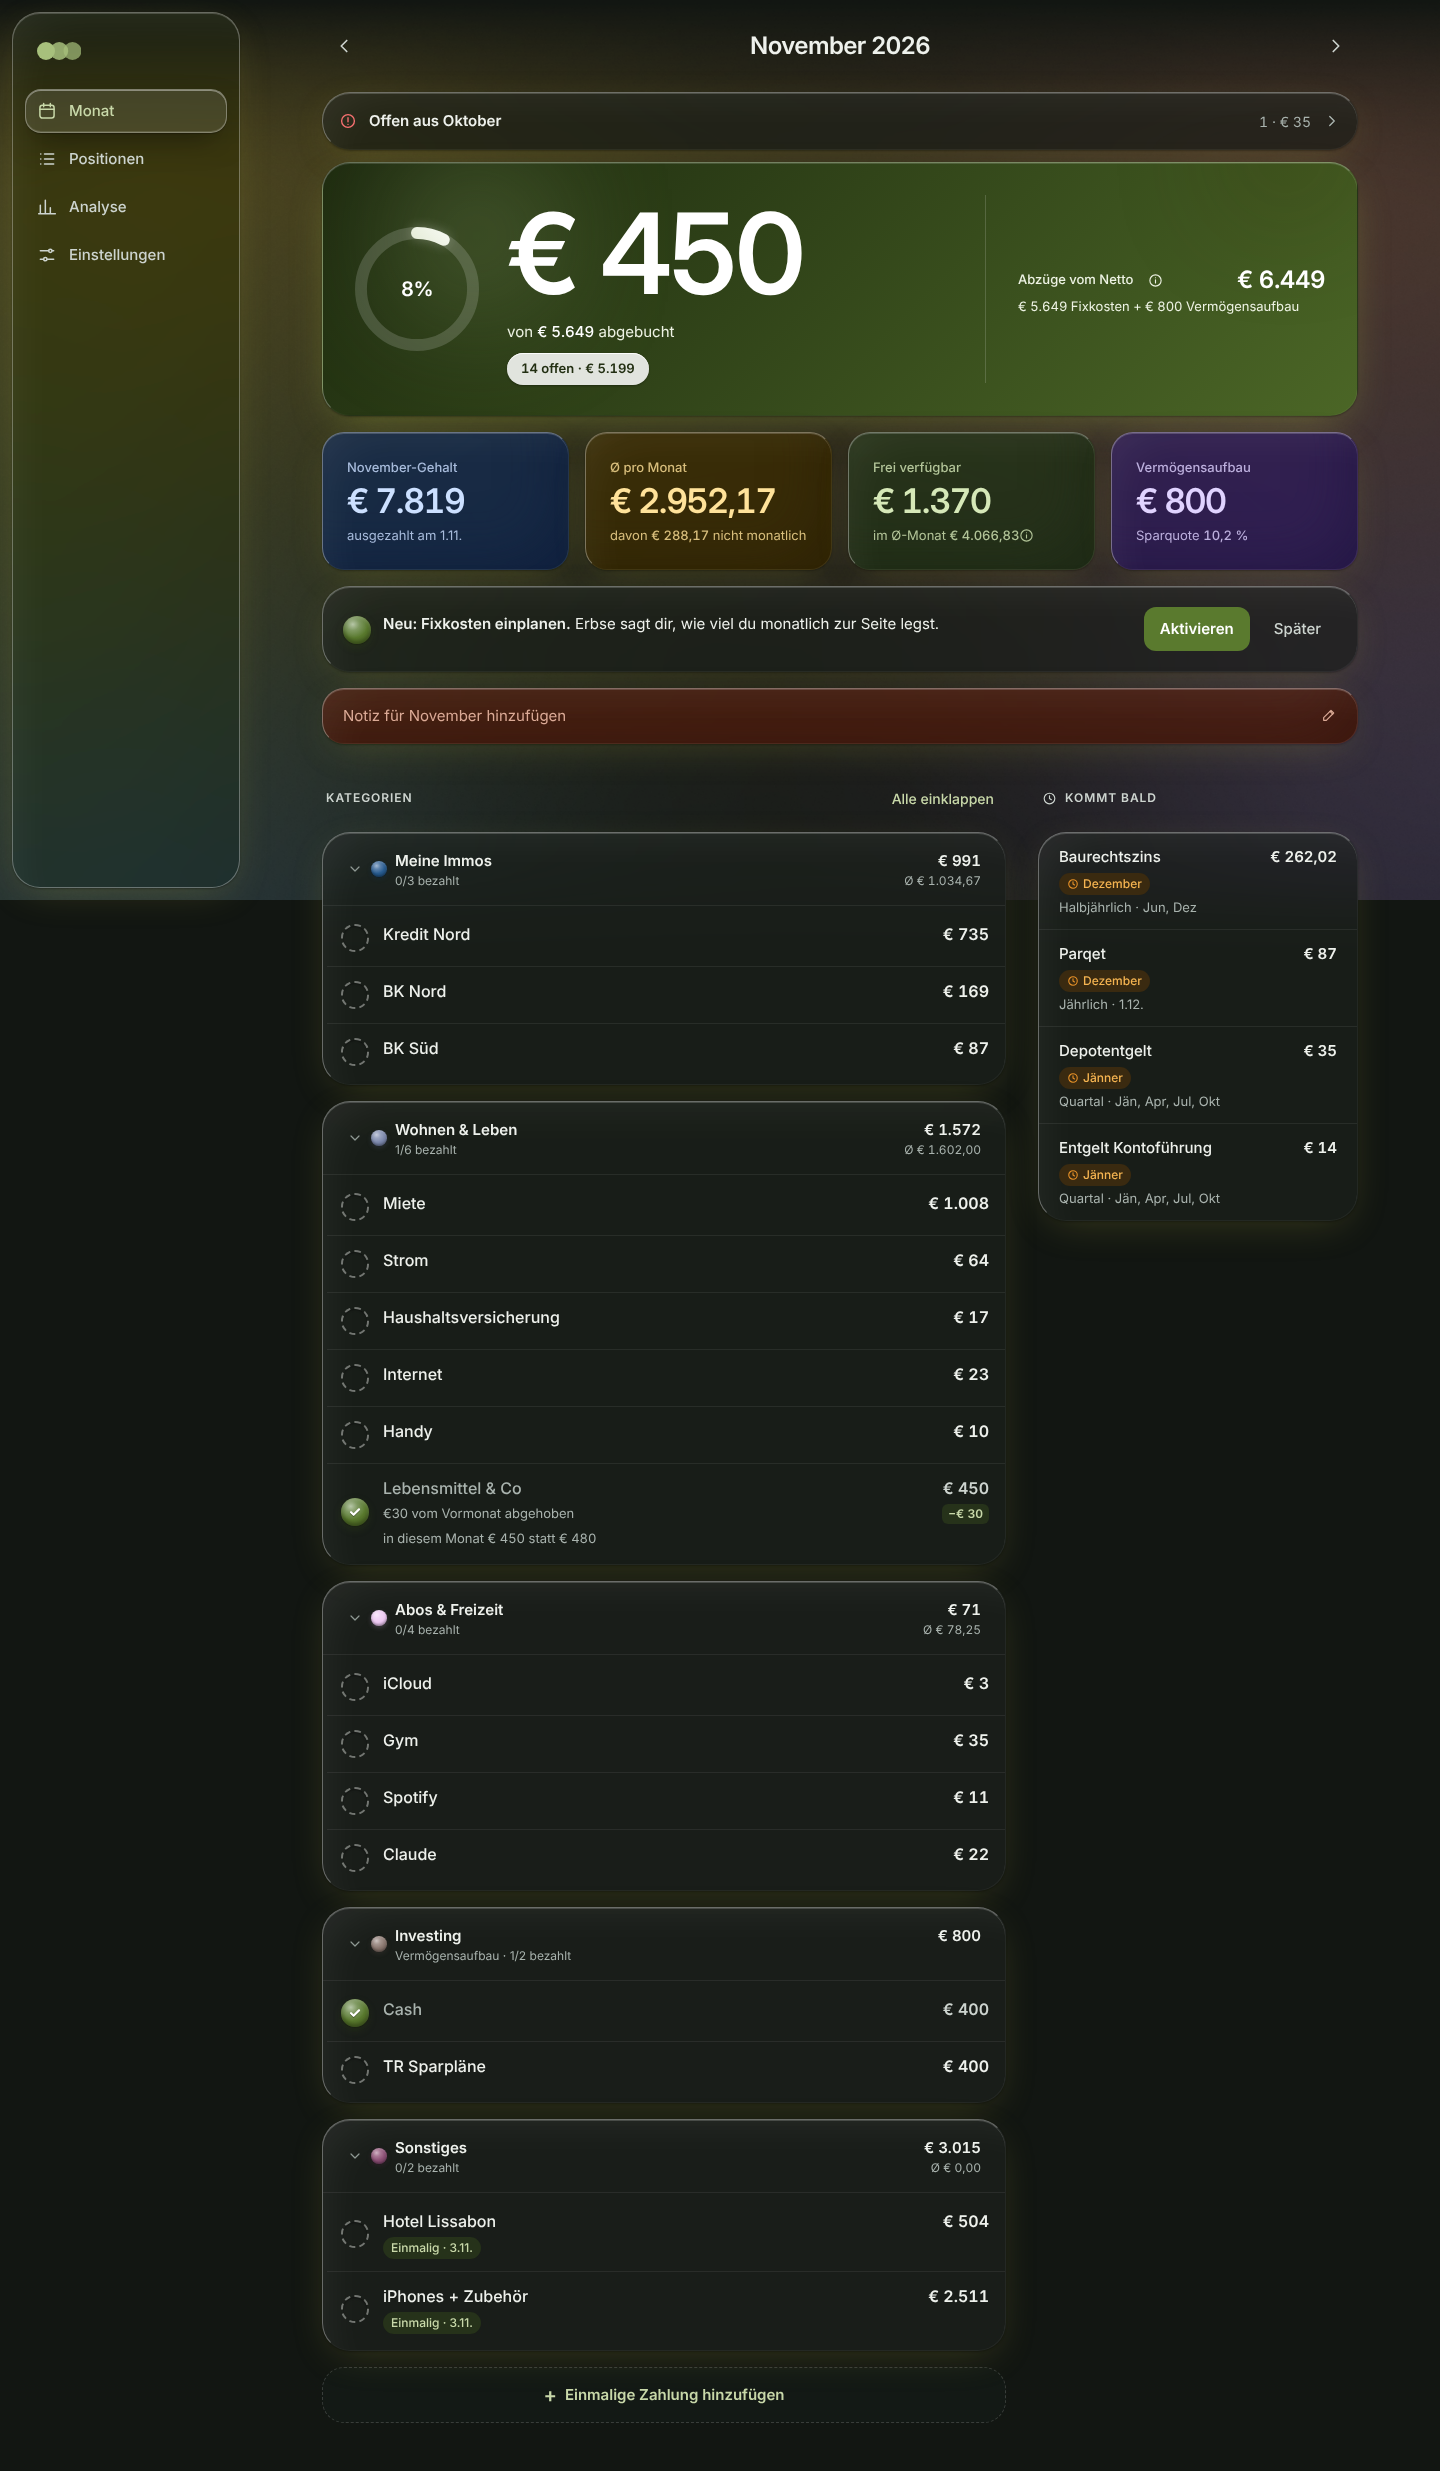 November 2026
Monat
Positionen
Analyse
Einstellungen
Offen aus Oktober
1 · € 35
8%
€ 450
von € 5.649 abgebucht
14 offen · € 5.199
Abzüge vom Netto
€ 6.449
€ 5.649 Fixkosten + € 800 Vermögensaufbau
November-Gehalt
€ 7.819
ausgezahlt am 1.11.
Ø pro Monat
€ 2.952,17
davon € 288,17 nicht monatlich
Frei verfügbar
€ 1.370
im Ø-Monat € 4.066,83
Vermögensaufbau
€ 800
Sparquote 10,2 %
Neu: Fixkosten einplanen. Erbse sagt dir, wie viel du monatlich zur Seite legst.
Aktivieren
Später
Notiz für November hinzufügen
KATEGORIEN
Alle einklappen
Meine Immos
€ 991
0/3 bezahlt
Ø € 1.034,67
Kredit Nord
€ 735
BK Nord
€ 169
BK Süd
€ 87
Wohnen & Leben
€ 1.572
1/6 bezahlt
Ø € 1.602,00
Miete
€ 1.008
Strom
€ 64
Haushaltsversicherung
€ 17
Internet
€ 23
Handy
€ 10
Lebensmittel & Co
€ 450
€30 vom Vormonat abgehoben
−€ 30
in diesem Monat € 450 statt € 480
Abos & Freizeit
€ 71
0/4 bezahlt
Ø € 78,25
iCloud
€ 3
Gym
€ 35
Spotify
€ 11
Claude
€ 22
Investing
€ 800
Vermögensaufbau · 1/2 bezahlt
Cash
€ 400
TR Sparpläne
€ 400
Sonstiges
€ 3.015
0/2 bezahlt
Ø € 0,00
Hotel Lissabon
€ 504
Einmalig · 3.11.
iPhones + Zubehör
€ 2.511
Einmalig · 3.11.
+ Einmalige Zahlung hinzufügen
KOMMT BALD
Baurechtszins
€ 262,02
Dezember
Halbjährlich · Jun, Dez
Parqet
€ 87
Dezember
Jährlich · 1.12.
Depotentgelt
€ 35
Jänner
Quartal · Jän, Apr, Jul, Okt
Entgelt Kontoführung
€ 14
Jänner
Quartal · Jän, Apr, Jul, Okt